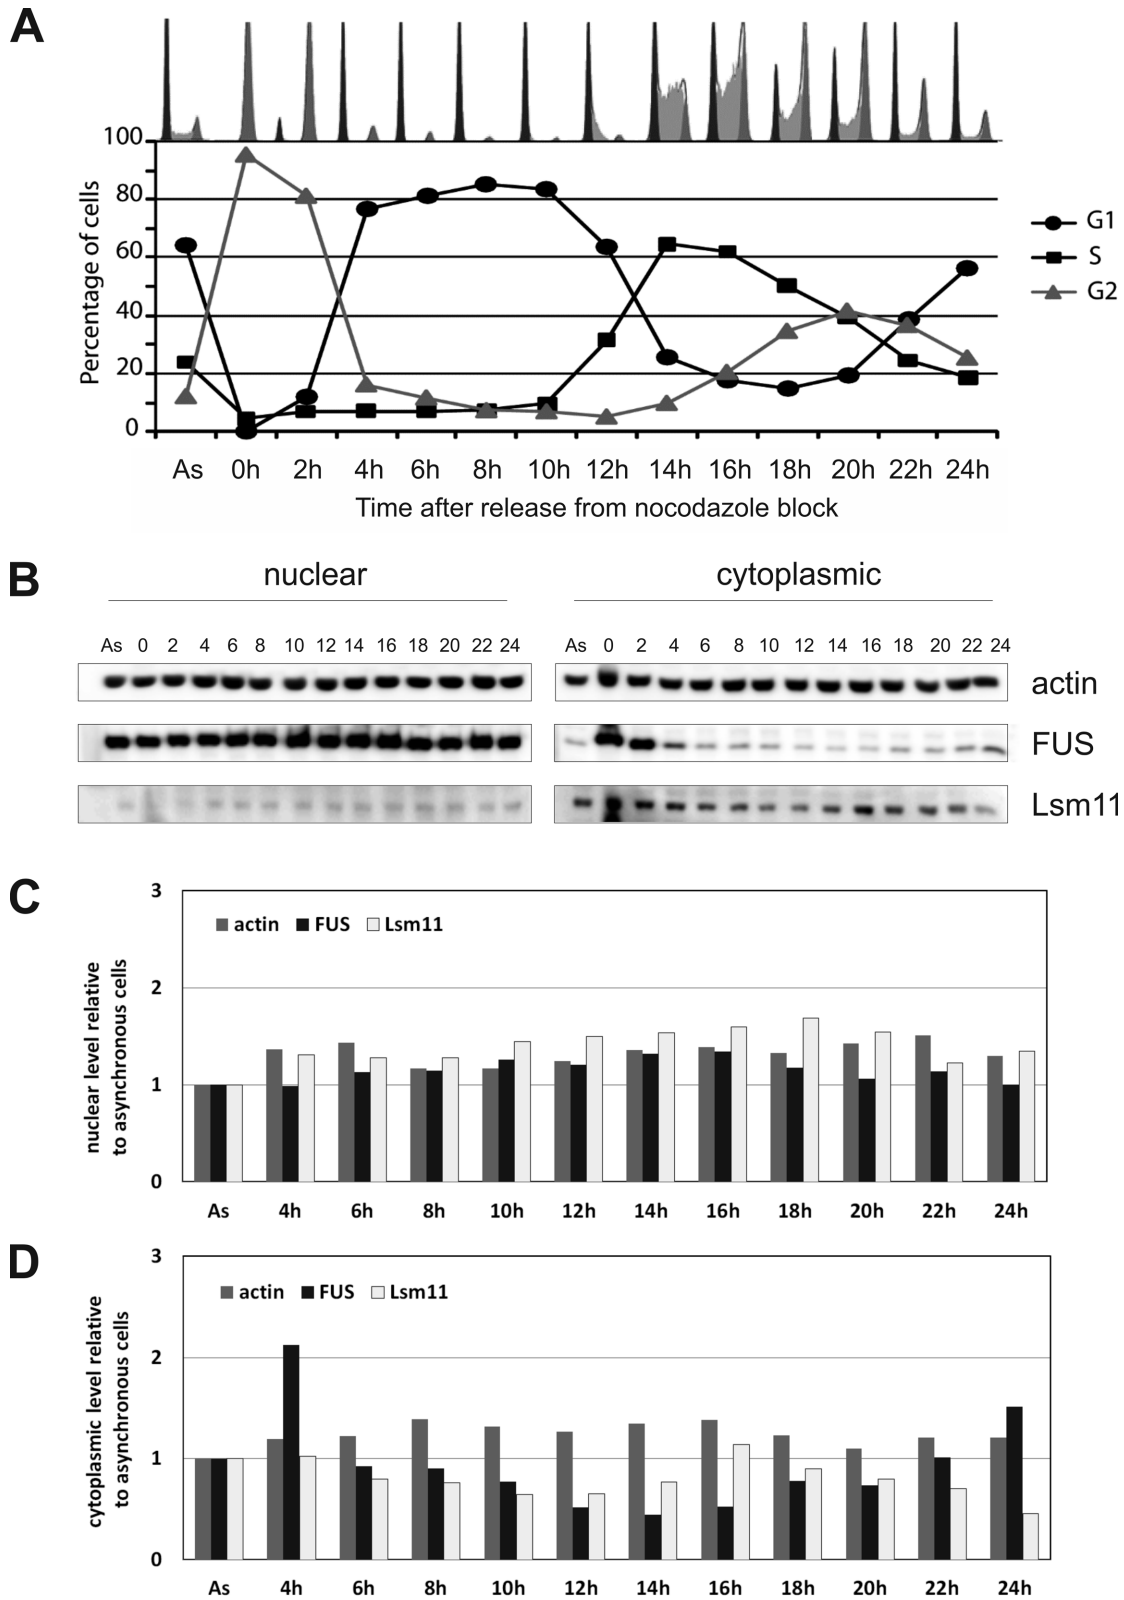 A
100
80
60
40
20
0
Percentage of cells
G1
S
G2
As 0h 2h 4h 6h 8h 10h 12h 14h 16h 18h 20h 22h 24h
Time after release from nocodazole block
B
nuclear cytoplasmic
As 0 2 4 6 8 10 12 14 16 18 20 22 24 As 0 2 4 6 8 10 12 14 16 18 20 22 24
actin
FUS
Lsm11
C
3
2
1
0
nuclear level relative
to asynchronous cells
actin FUS Lsm11
As 4h 6h 8h 10h 12h 14h 16h 18h 20h 22h 24h
D
3
2
1
0
cytoplasmic level relative
to asynchronous cells
actin FUS Lsm11
As 4h 6h 8h 10h 12h 14h 16h 18h 20h 22h 24h